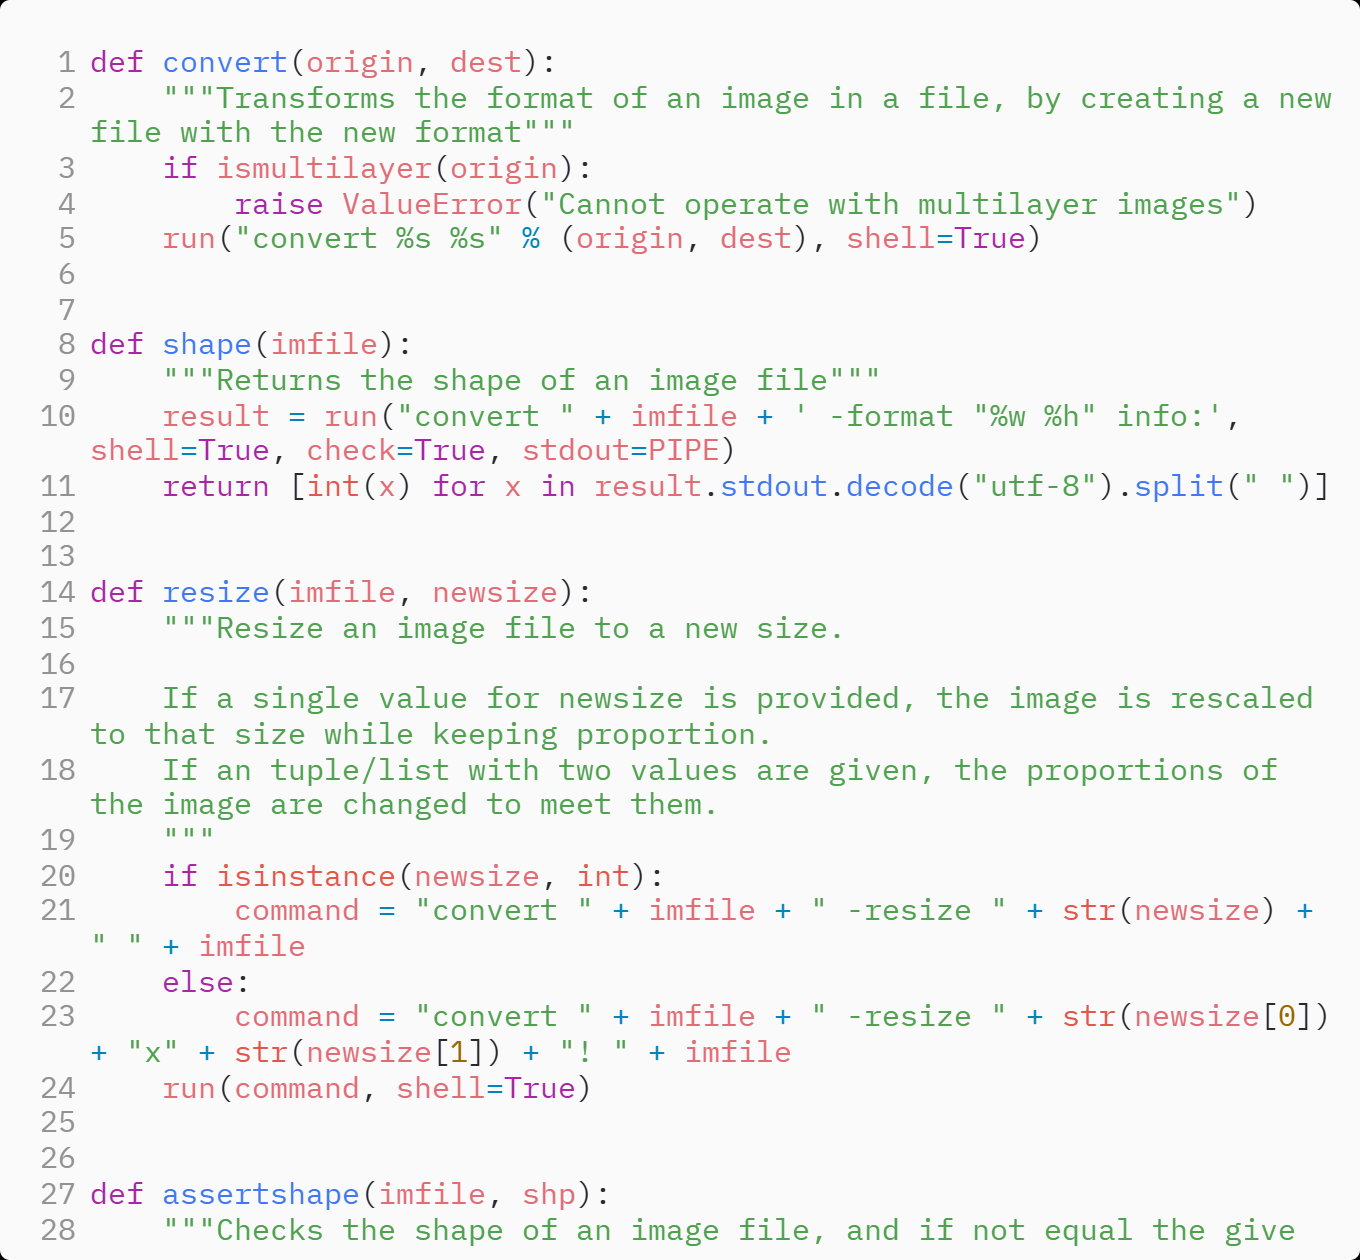 1 def convert(origin, dest):
2     """Transforms the format of an image in a file, by creating a new
file with the new format"""
3     if ismultilayer(origin):
4         raise ValueError("Cannot operate with multilayer images")
5     run("convert %s %s" % (origin, dest), shell=True)
6
7
8 def shape(imfile):
9     """Returns the shape of an image file"""
10     result = run("convert " + imfile + ' -format "%w %h" info:',
shell=True, check=True, stdout=PIPE)
11     return [int(x) for x in result.stdout.decode("utf-8").split(" ")]
12
13
14 def resize(imfile, newsize):
15     """Resize an image file to a new size.
16
17     If a single value for newsize is provided, the image is rescaled
to that size while keeping proportion.
18     If an tuple/list with two values are given, the proportions of
the image are changed to meet them.
19     """
20     if isinstance(newsize, int):
21         command = "convert " + imfile + " -resize " + str(newsize) +
" " + imfile
22     else:
23         command = "convert " + imfile + " -resize " + str(newsize[0])
+ "x" + str(newsize[1]) + "! " + imfile
24     run(command, shell=True)
25
26
27 def assertshape(imfile, shp):
28     """Checks the shape of an image file, and if not equal the give